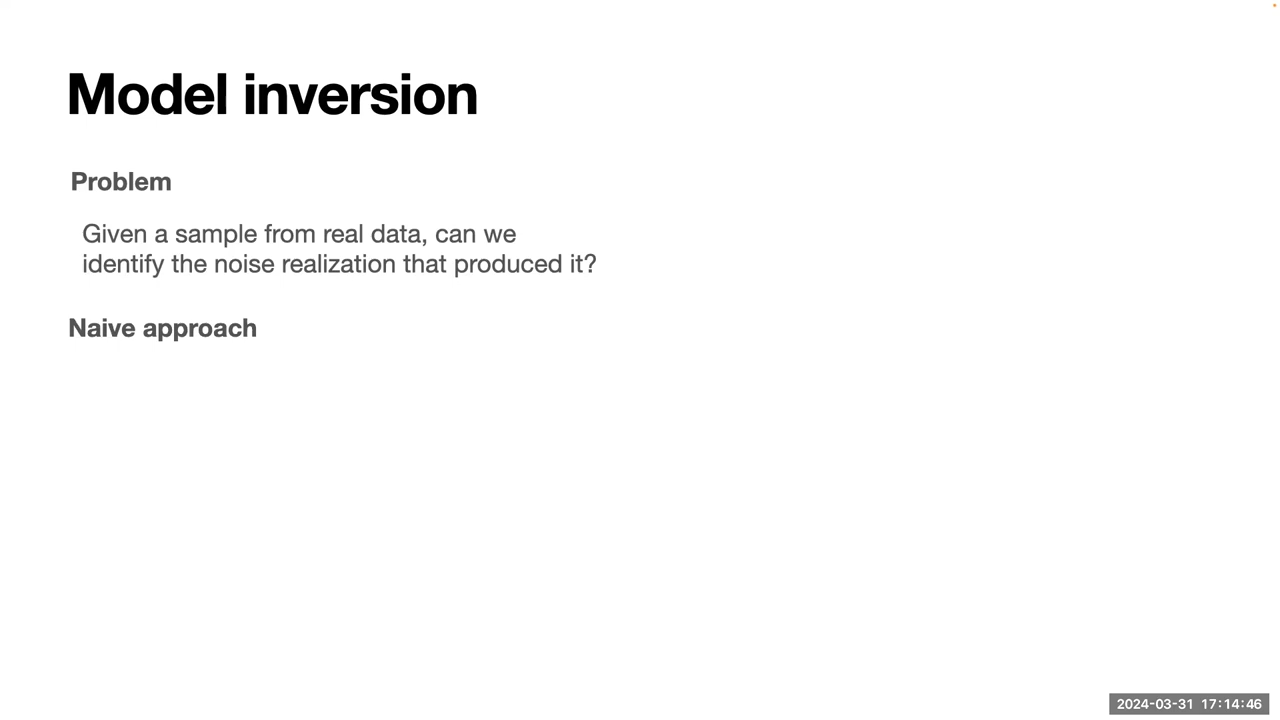 Model inversion
Problem
Given a sample from real data, can we
identify the noise realization that produced it?
Naive approach
2024-03-31 17:14:46